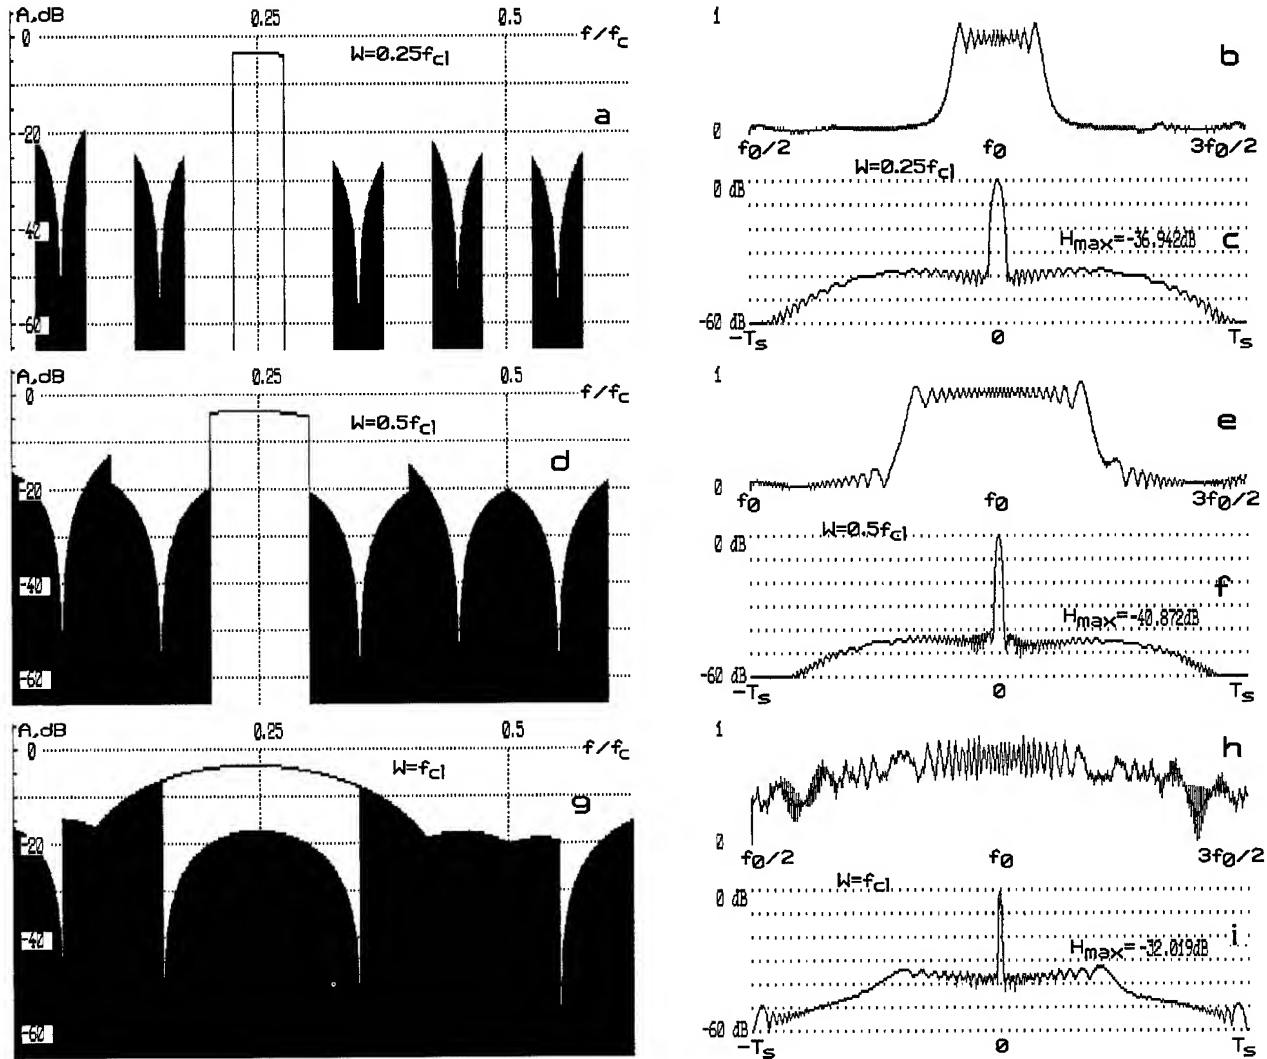 A,dB 0.25 0.5 f/fc
0
W=0.25fcl
a
-20
-40
-60
1
b
0
f0/2 f0 3f0/2
W=0.25fcl
0 dB
Hmax=-36.942dB c
-60 dB
-Ts 0 Ts
A,dB 0.25 0.5 f/fc
0
W=0.5fcl
d
-20
-40
-60
1
e
0
f0 f0 3f0/2
W=0.5fcl
0 dB
f
Hmax=-40.872dB
-60 dB
-Ts 0 Ts
A,dB 0.25 0.5 f/fc
0
W=fcl
g
-20
-40
-60
1
h
0
f0/2 f0 3f0/2
W=fcl
0 dB
Hmax=-32.019dB i
-60 dB
-Ts 0 Ts